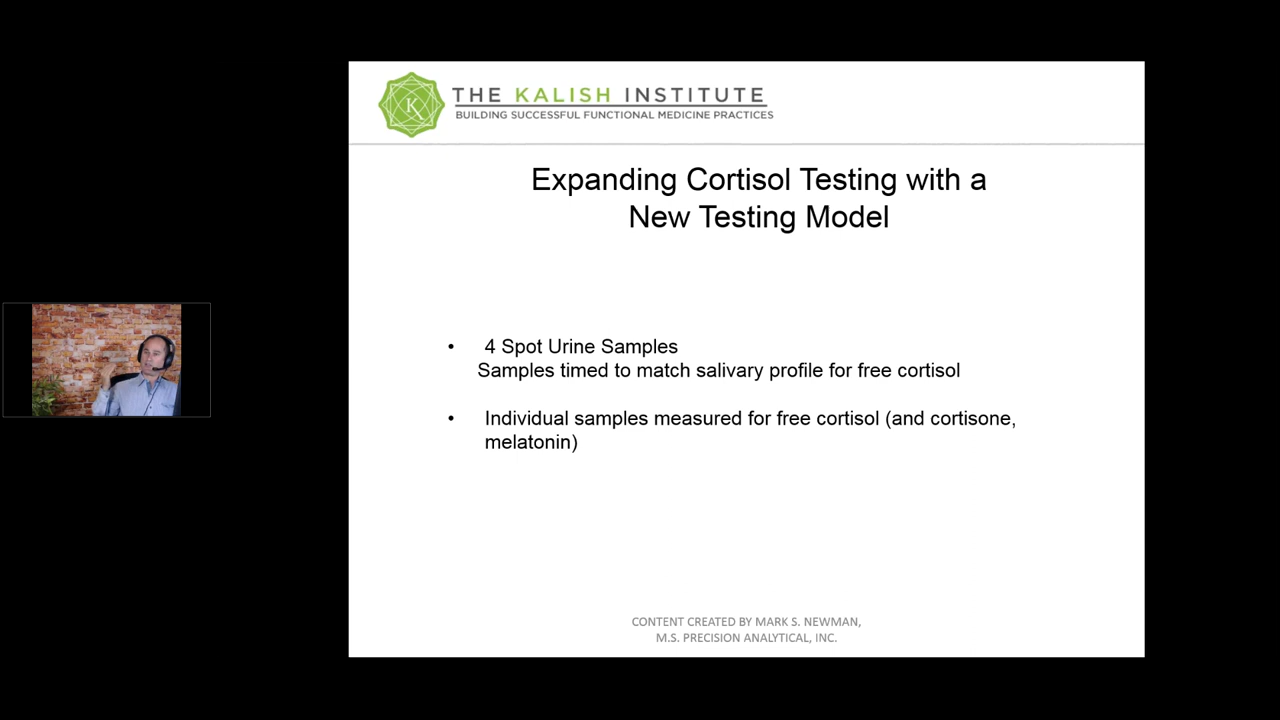 K
THE KALISH INSTITUTE
BUILDING SUCCESSFUL FUNCTIONAL MEDICINE PRACTICES
Expanding Cortisol Testing with a
New Testing Model
• 4 Spot Urine Samples
Samples timed to match salivary profile for free cortisol
• Individual samples measured for free cortisol (and cortisone,
melatonin)
CONTENT CREATED BY MARK S. NEWMAN,
M.S. PRECISION ANALYTICAL, INC.